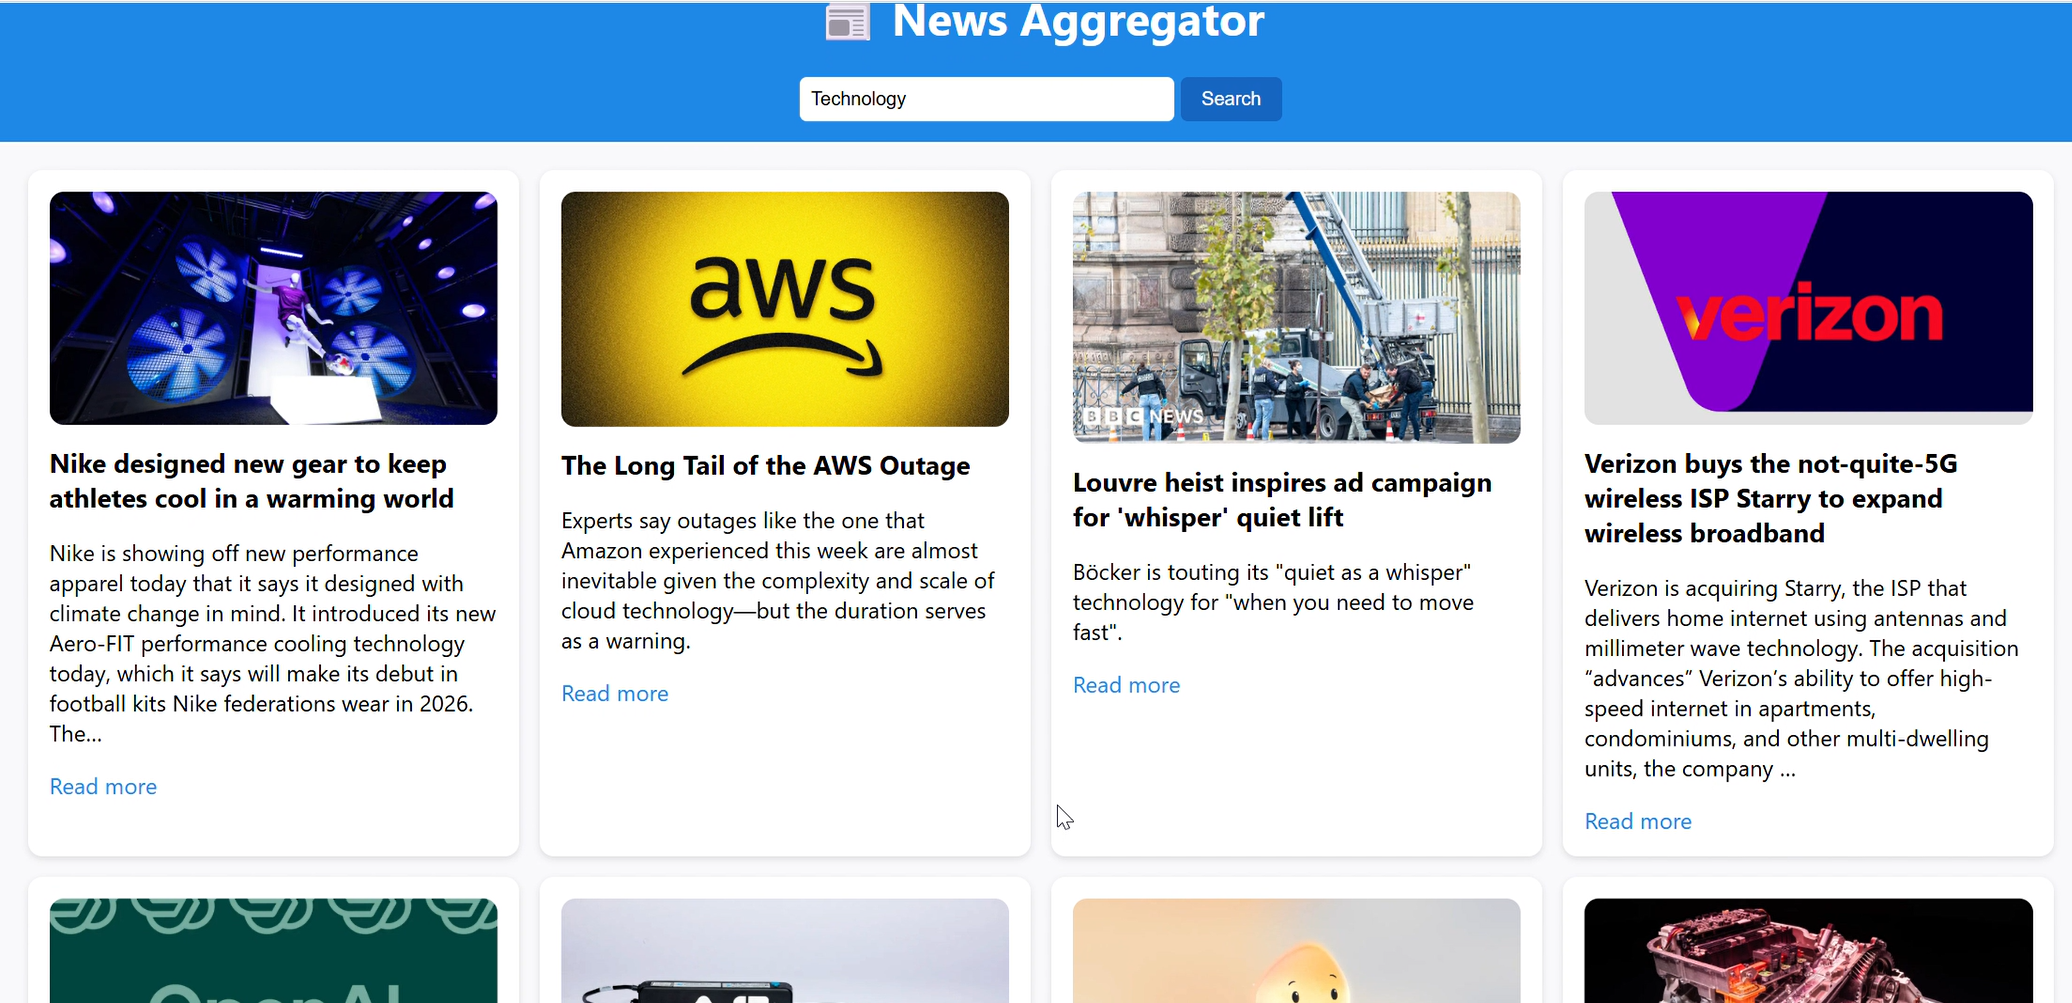 News Aggregator
Technology
Search
aws
BBC NEWS
verizon
Nike designed new gear to keep
athletes cool in a warming world
Nike is showing off new performance
apparel today that it says it designed with
climate change in mind. It introduced its new
Aero-FIT performance cooling technology
today, which it says will make its debut in
football kits Nike federations wear in 2026.
The...
Read more
The Long Tail of the AWS Outage
Experts say outages like the one that
Amazon experienced this week are almost
inevitable given the complexity and scale of
cloud technology—but the duration serves
as a warning.
Read more
Louvre heist inspires ad campaign
for 'whisper' quiet lift
Böcker is touting its "quiet as a whisper"
technology for "when you need to move
fast".
Read more
Verizon buys the not-quite-5G
wireless ISP Starry to expand
wireless broadband
Verizon is acquiring Starry, the ISP that
delivers home internet using antennas and
millimeter wave technology. The acquisition
“advances” Verizon’s ability to offer high-
speed internet in apartments,
condominiums, and other multi-dwelling
units, the company ...
Read more
OpenAI